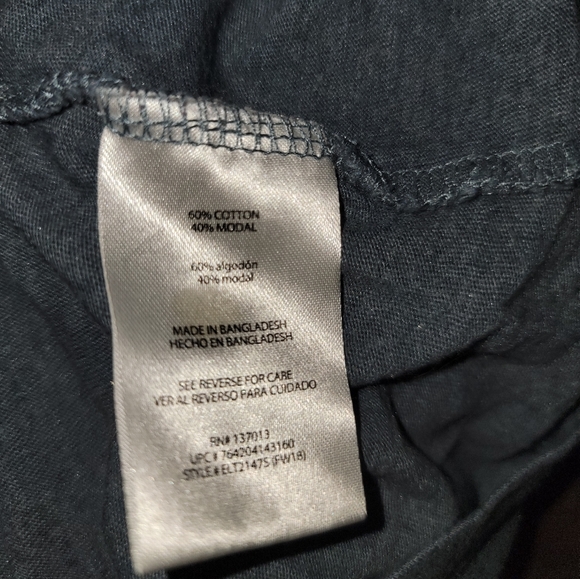 60% COTTON
40% MODAL
60% algodón
40% modal
MADE IN BANGLADESH
HECHO EN BANGLADESH
SEE REVERSE FOR CARE
VER AL REVERSO PARA CUIDADO
RN# 137013
UPC# 764204143160
STYLE# ELT2147S (FW18)